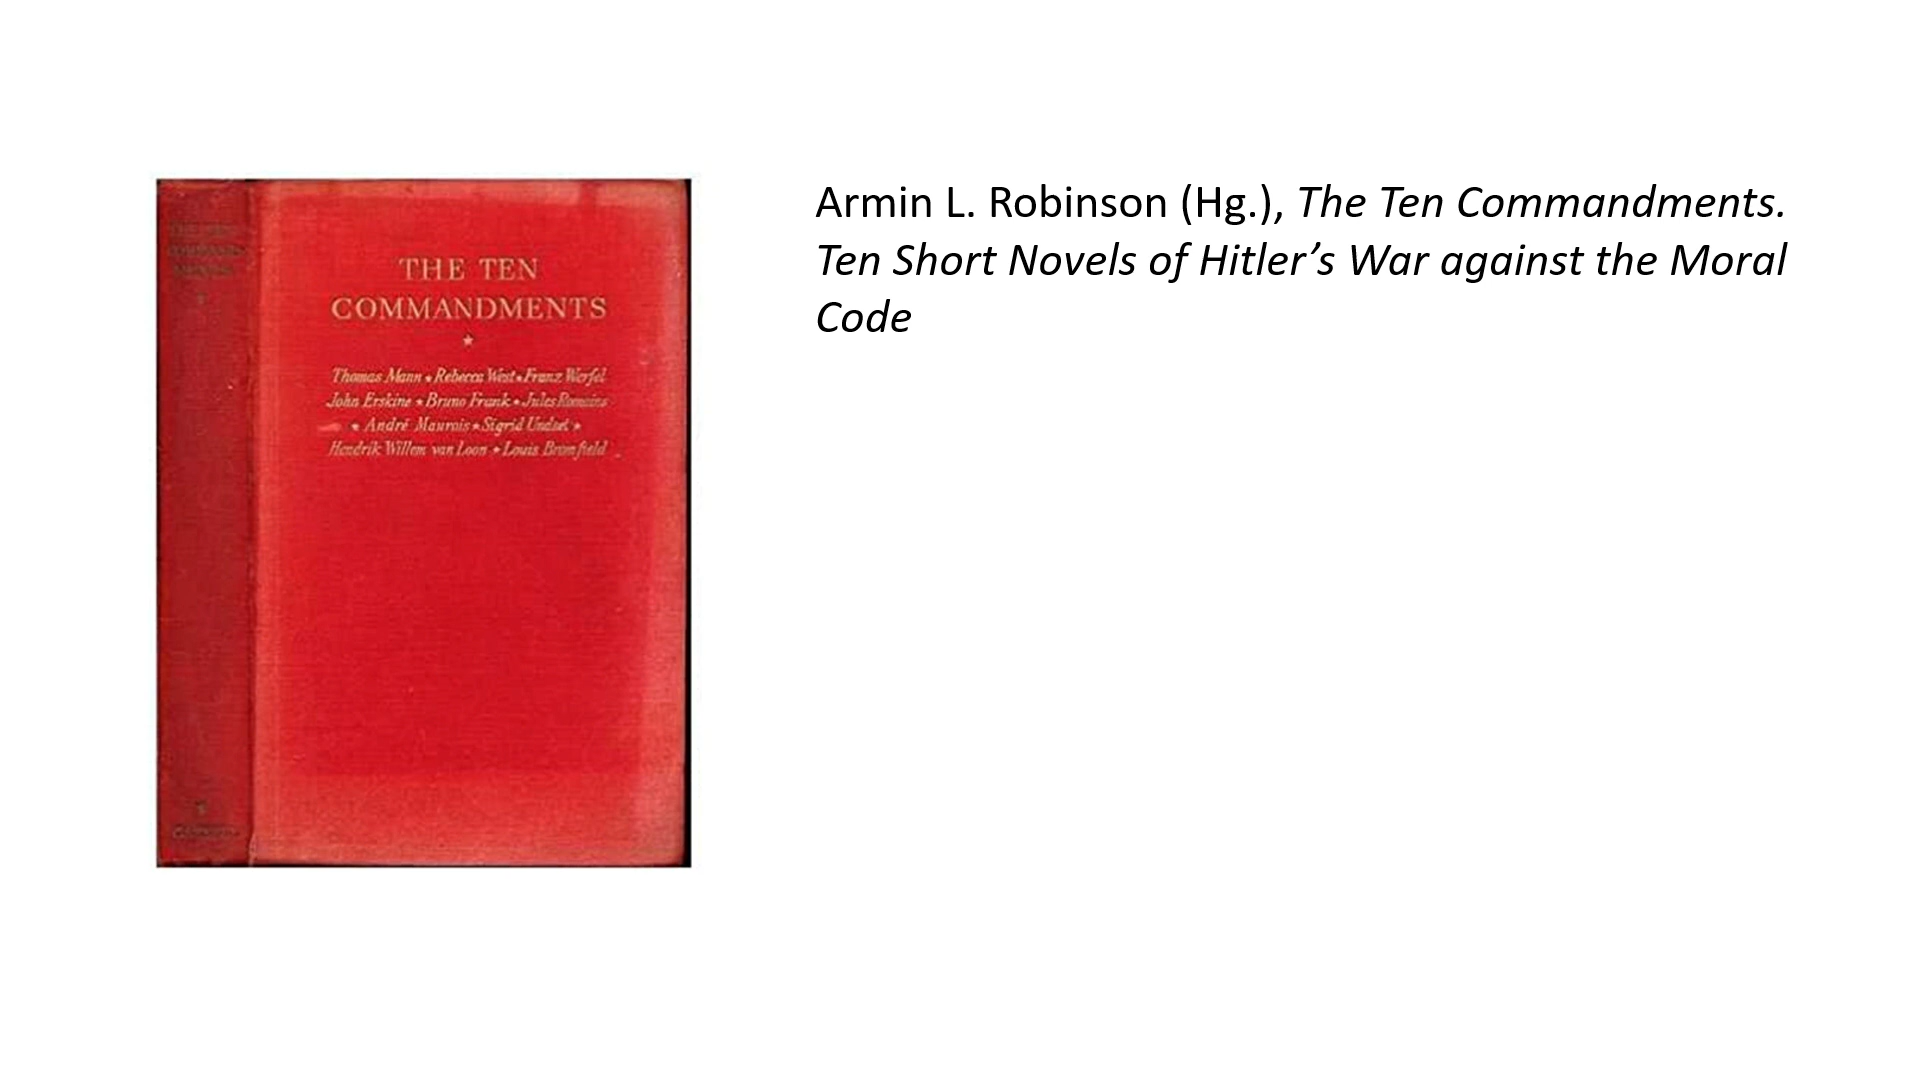 THE TEN
COMMANDMENTS
Thomas Mann ★ Rebecca West ★ Franz Werfel
John Erskine ★ Bruno Frank ★ Jules Romains
★ André Maurois ★ Sigrid Undset ★
Hendrik Willem van Loon ★ Louis Bromfield
Armin L. Robinson (Hg.), The Ten Commandments.
Ten Short Novels of Hitler’s War against the Moral
Code